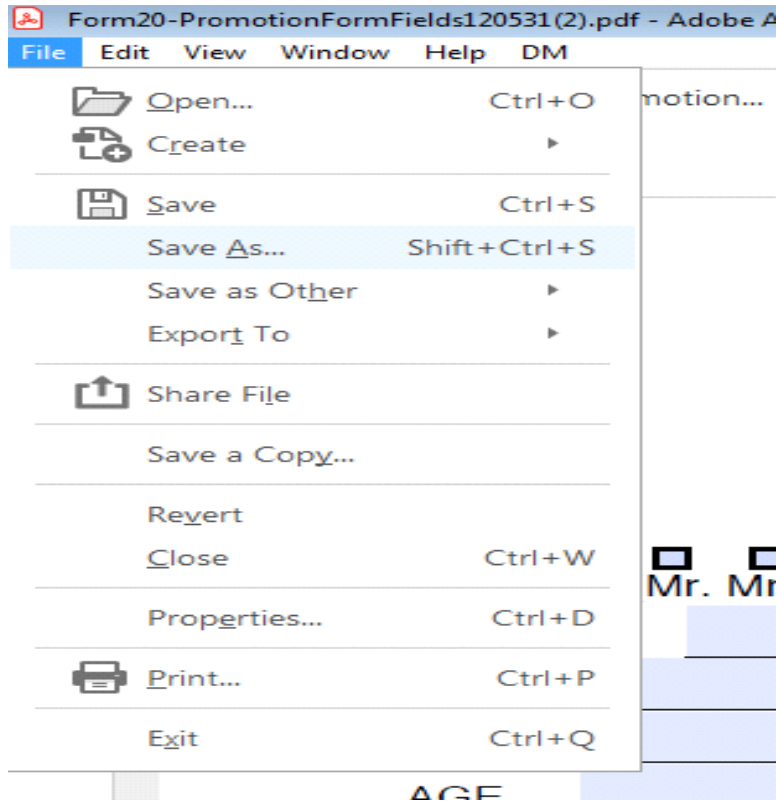 Form20-PromotionFormFields120531(2).pdf - Adobe A
File Edit View Window Help DM
Open... Ctrl+O
motion...
Create
Save Ctrl+S
Save As... Shift+Ctrl+S
Save as Other
Export To
Share File
Save a Copy...
Revert
Close Ctrl+W
Mr. Mr
Properties... Ctrl+D
Print... Ctrl+P
Exit Ctrl+Q
AGE